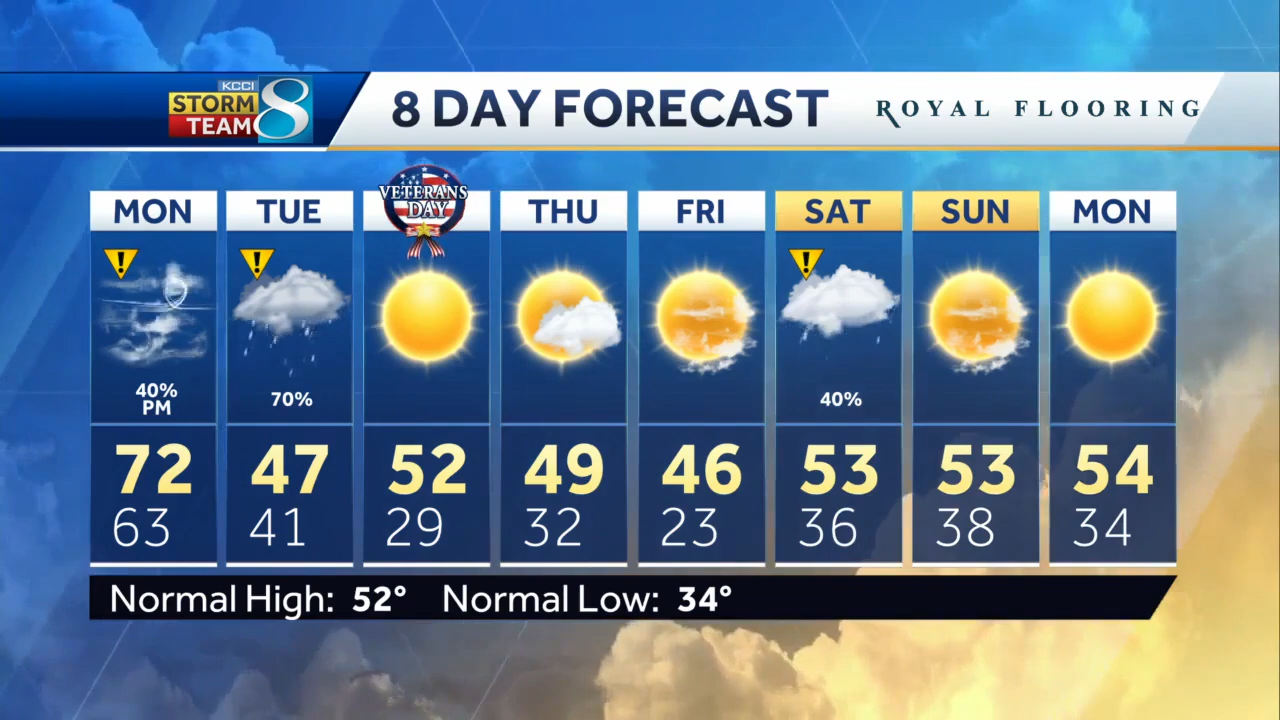 KCCI
STORM
TEAM 8
8 DAY FORECAST
ROYAL FLOORING
MON
TUE
VETERANS
DAY
THU
FRI
SAT
SUN
MON
!
!
!
40%
PM
70%
40%
72
47
52
49
46
53
53
54
63
41
29
32
23
36
38
34
Normal High: 52° Normal Low: 34°